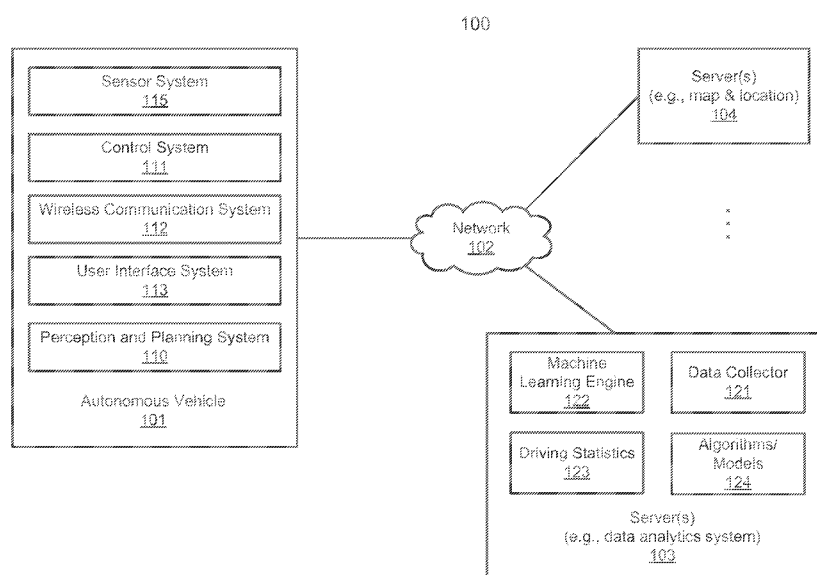 100
Sensor System
115
Control System
111
Wireless Communication System
112
User Interface System
113
Perception and Planning System
110
Autonomous Vehicle
101
Network
102
Server(s)
(e.g., map & location)
104
Machine
Learning Engine
122
Data Collector
121
Driving Statistics
123
Algorithms/
Models
124
Server(s)
(e.g., data analytics system)
103